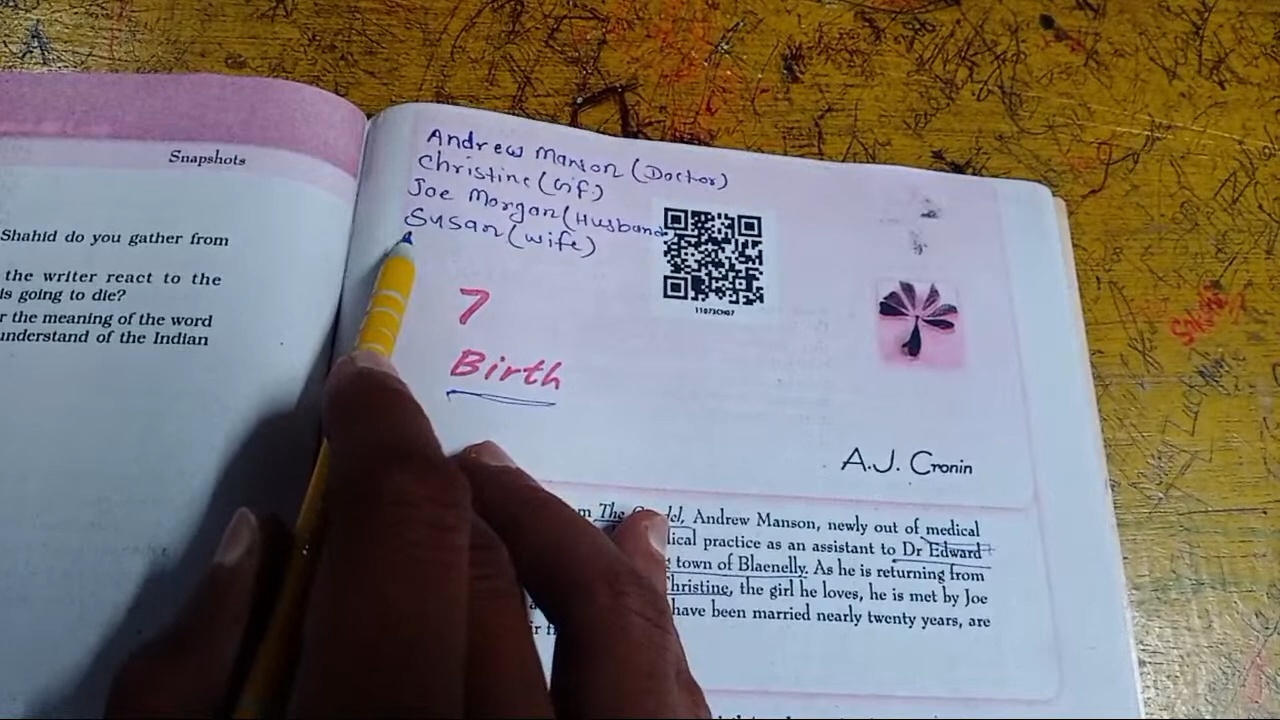 Snapshots
Shahid do you gather from
the writer react to the
is going to die?
r the meaning of the word
understand of the Indian
Andrew Manson (Doctor)
Christine (Gif.)
Joe Morgan (Husband
Susan (wife)
11073CH07
7
Birth
A.J. Cronin
m The Citadel, Andrew Manson, newly out of medical
ical practice as an assistant to Dr Edward
town of Blaenelly. As he is returning from
Christine, the girl he loves, he is met by Joe
have been married nearly twenty years, are